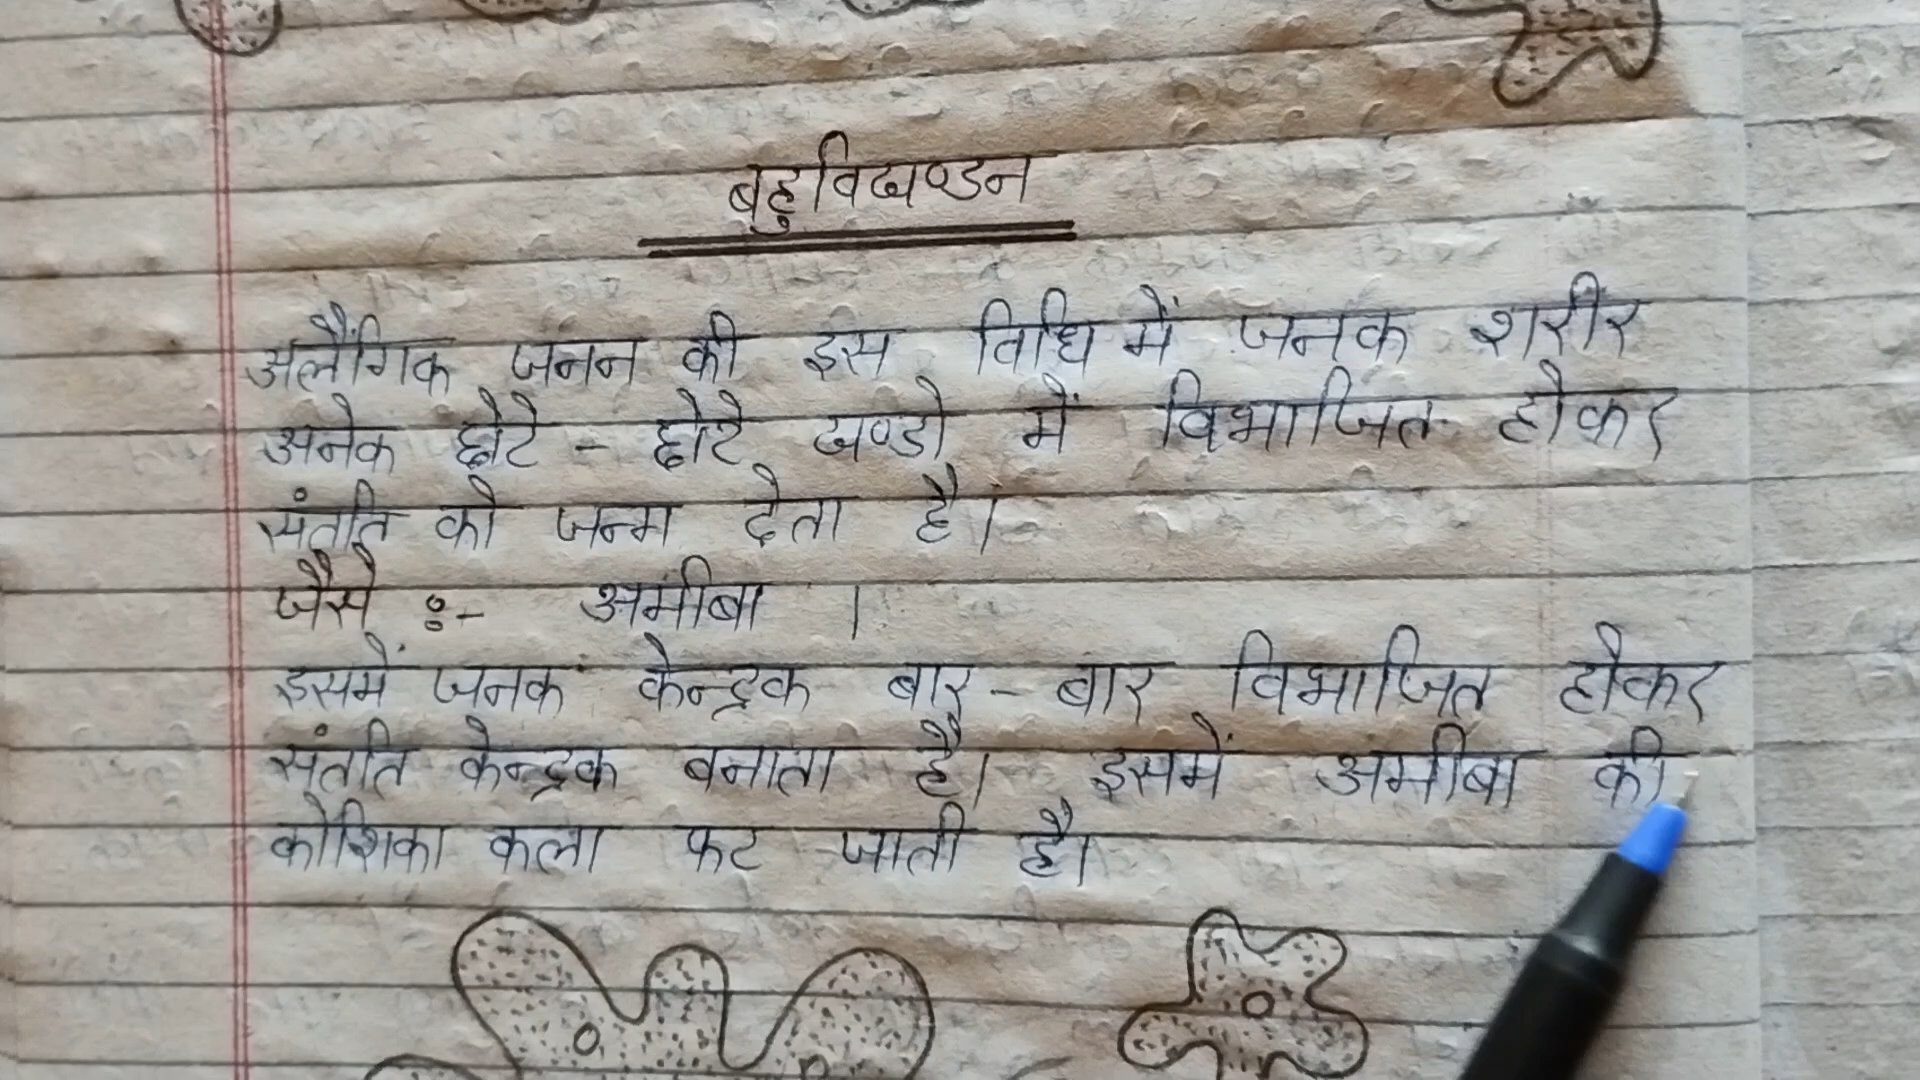 बहुविखण्डन
अलैंगिक जनन की इस विधि में जनक शरीर
अनेक छोटे - छोटे खण्डो में विभाजित होकर
संतति को जन्म देता है।
जैसे :- अमीबा ।
इसमें जनक केन्द्रक बार - बार विभाजित होकर
संतति केन्द्रक बनाता है। इसमें अमीबा की
कोशिका कला फट जाती है।